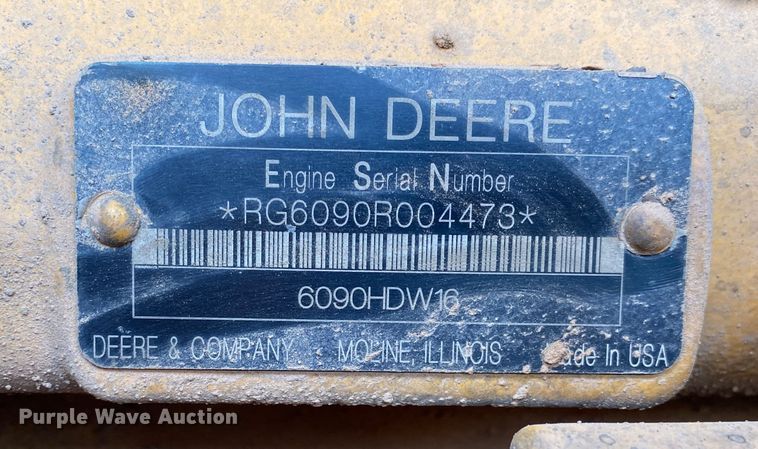 JOHN DEERE
Engine Serial Number
*RG6090R004473*
6090HDW16
DEERE & COMPANY MOLINE, ILLINOIS Made In USA
Purple Wave Auction